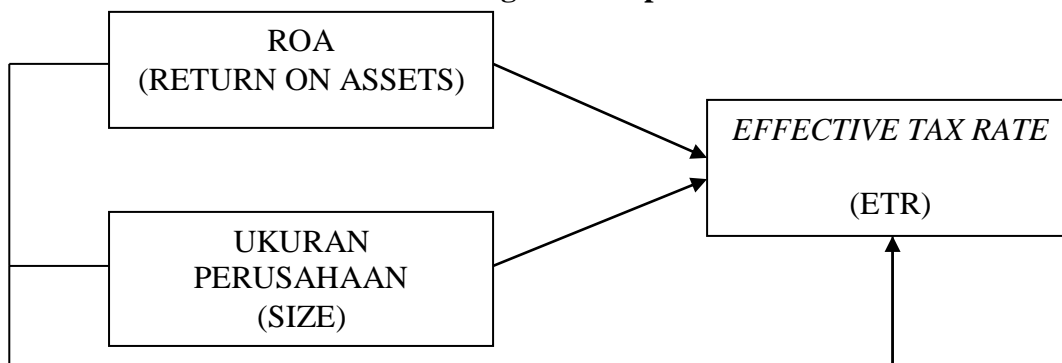 ROA
(RETURN ON ASSETS)
EFFECTIVE TAX RATE
(ETR)
UKURAN
PERUSAHAAN
(SIZE)